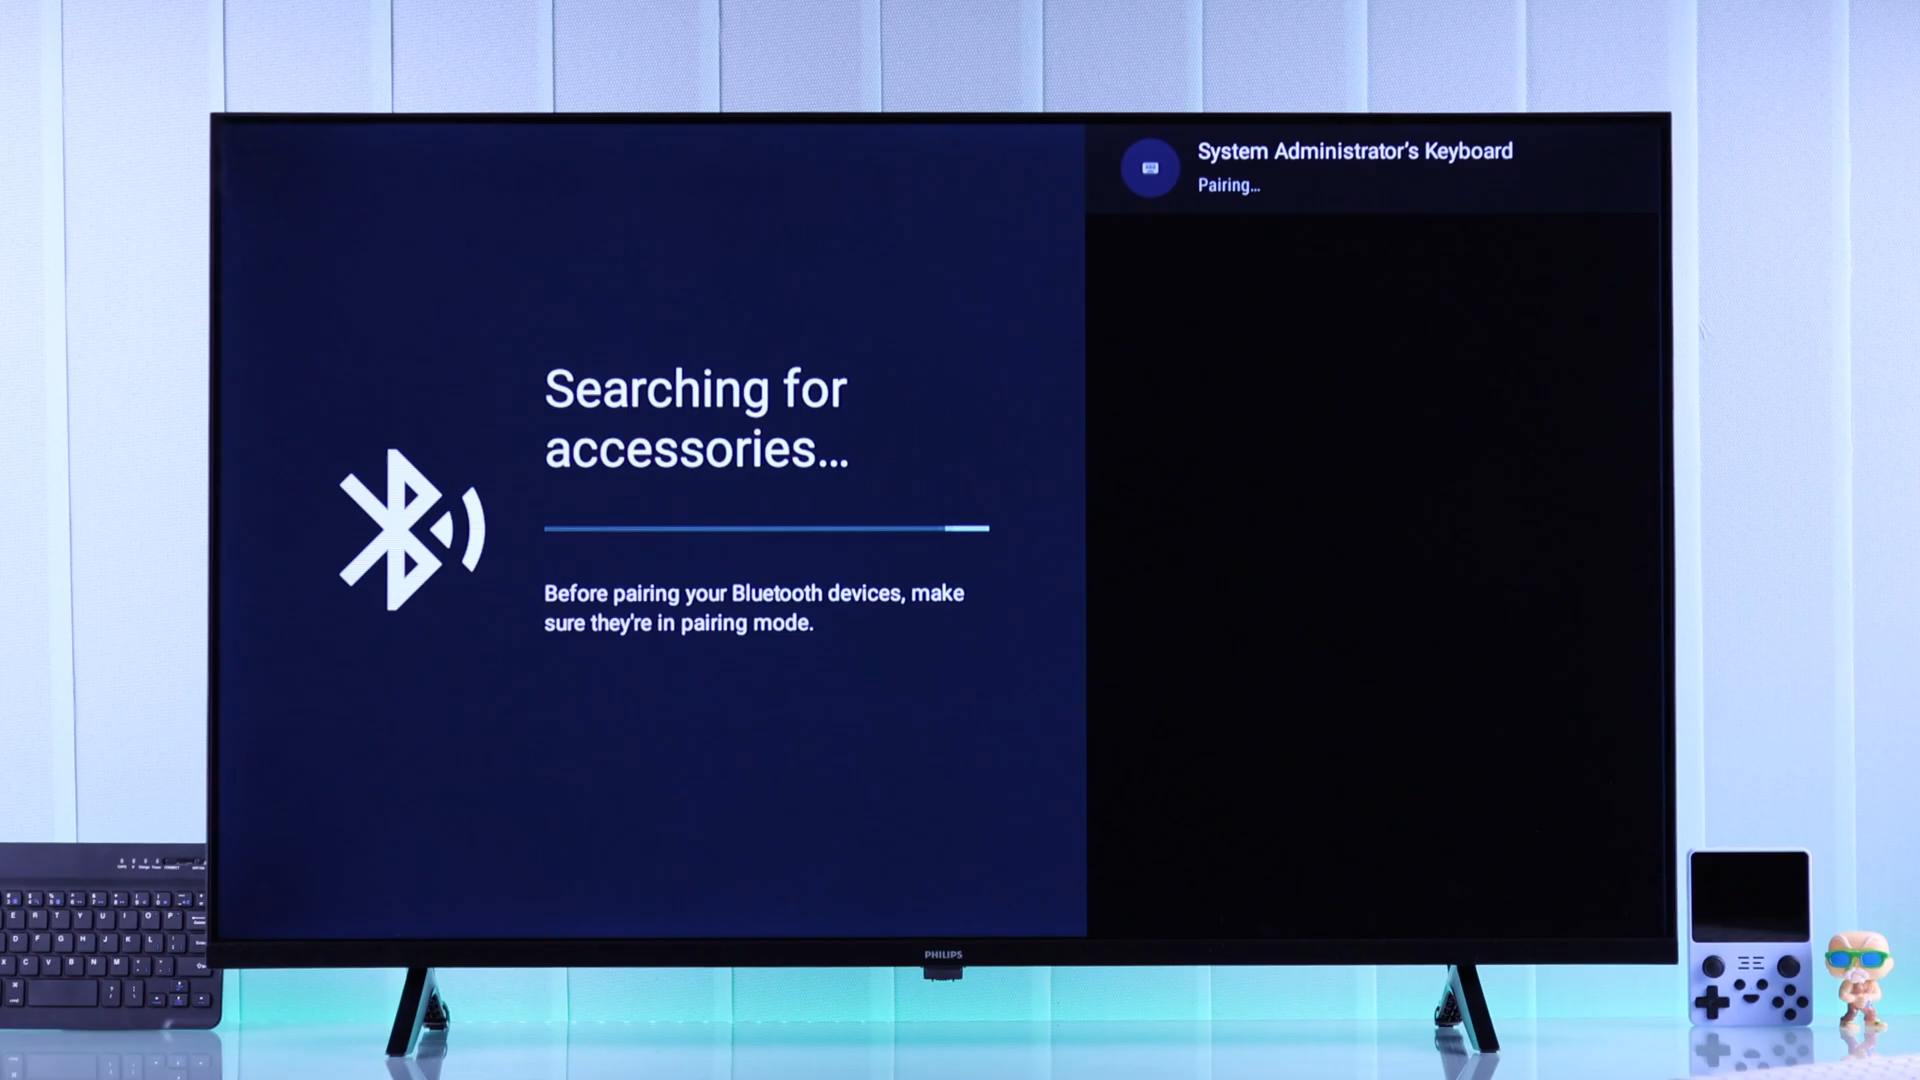 System Administrator's Keyboard
Pairing...
Searching for
accessories...
Before pairing your Bluetooth devices, make
sure they're in pairing mode.
PHILIPS
E R T Y U I O P
D F G H J K L
X C V B N M